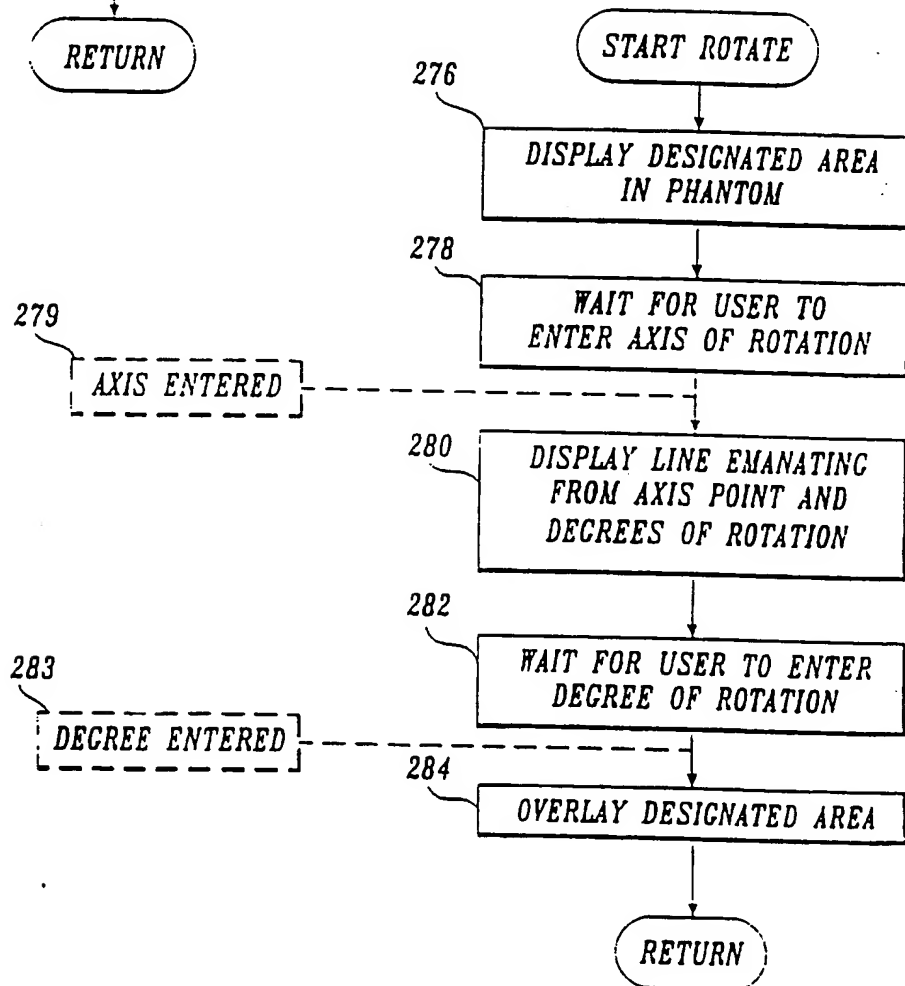 RETURN
START ROTATE
276
DISPLAY DESIGNATED AREA
IN PHANTOM
278
WAIT FOR USER TO
ENTER AXIS OF ROTATION
279
AXIS ENTERED
280
DISPLAY LINE EMANATING
FROM AXIS POINT AND
DEGREES OF ROTATION
282
WAIT FOR USER TO ENTER
DEGREE OF ROTATION
283
DEGREE ENTERED
284
OVERLAY DESIGNATED AREA
RETURN